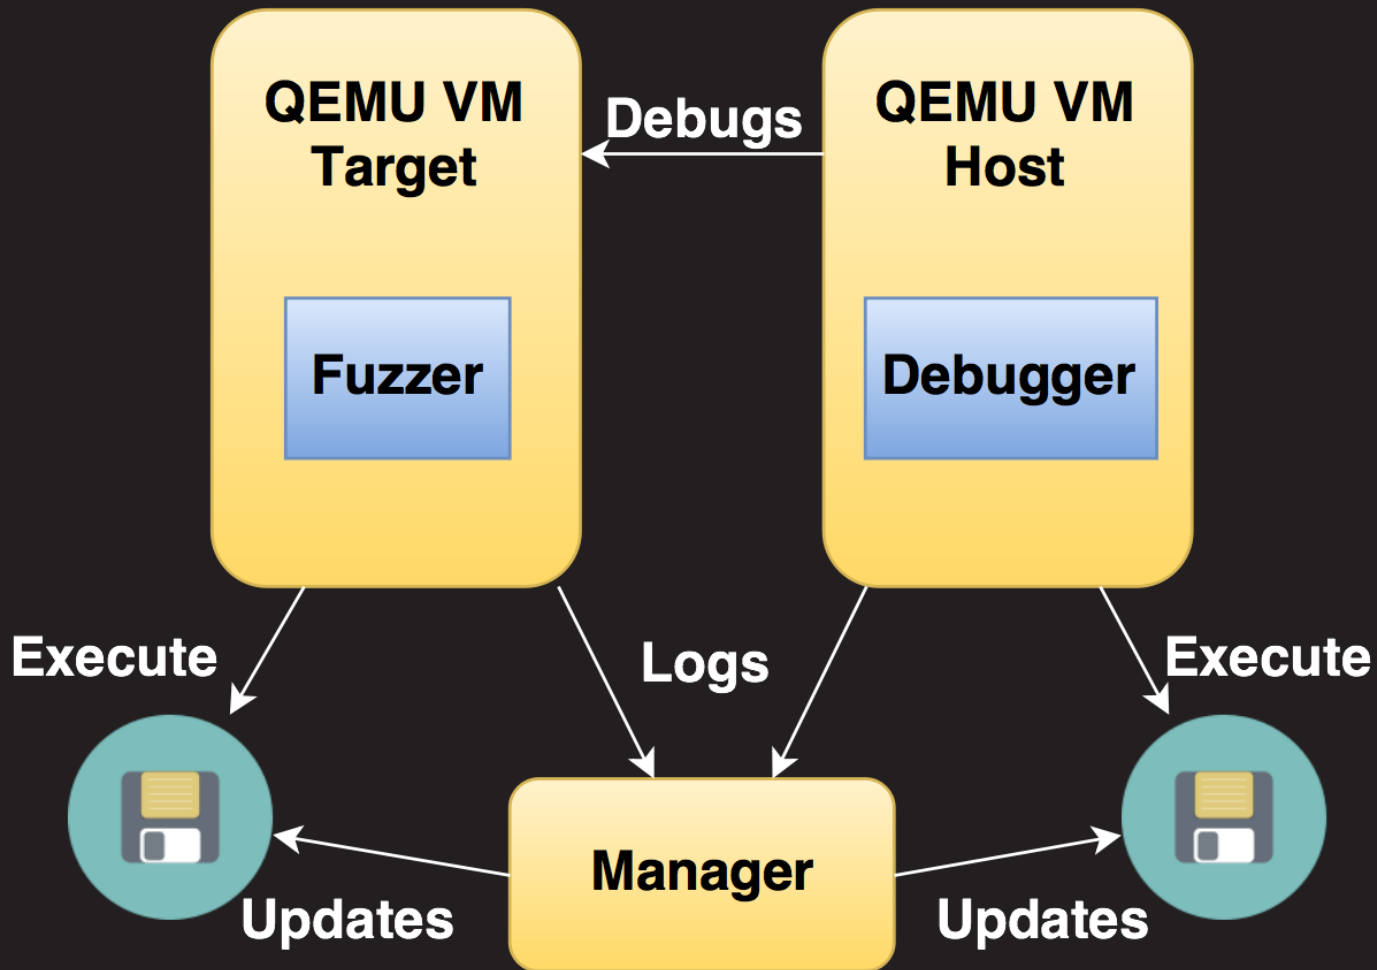 QEMU VM
Target
Debugs
QEMU VM
Host
Fuzzer
Debugger
Execute
Logs
Execute
Manager
Updates
Updates